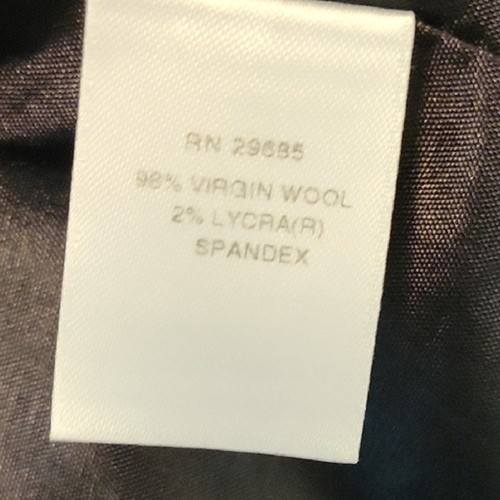 RN 29685
98% VIRGIN WOOL
2% LYCRA(R)
SPANDEX